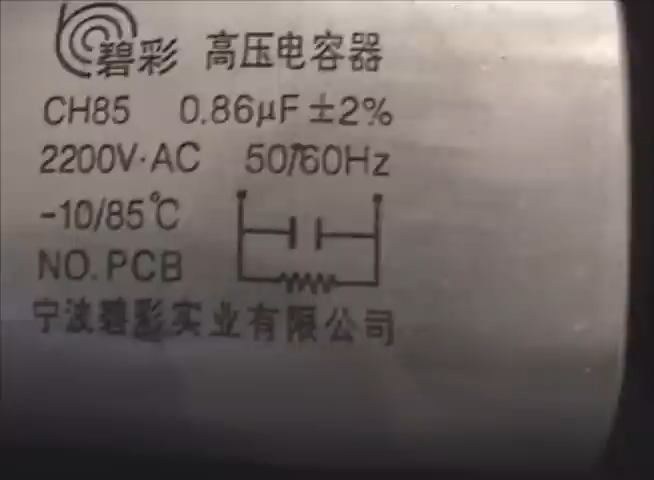 碧彩 高压电容器
CH85 0.86μF±2%
2200V·AC 50/60Hz
-10/85℃
NO.PCB
宁波碧彩实业有限公司